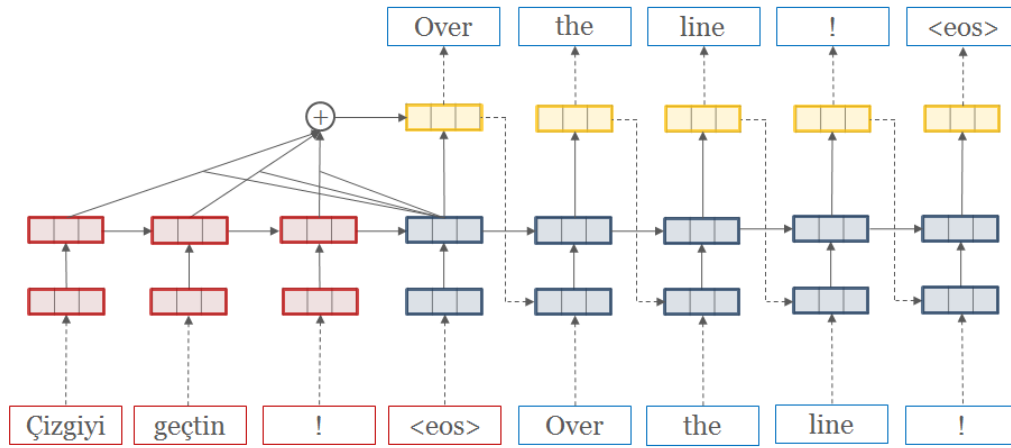 Over the line ! <eos>
+
Çizgiyi geçtin ! <eos> Over the line !